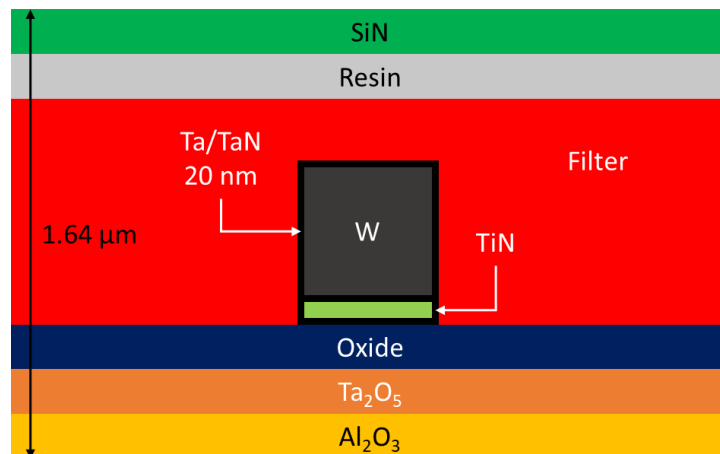 SiN
Resin
Ta/TaN
20 nm
Filter
1.64 µm
W
TiN
Oxide
Ta₂O₅
Al₂O₃